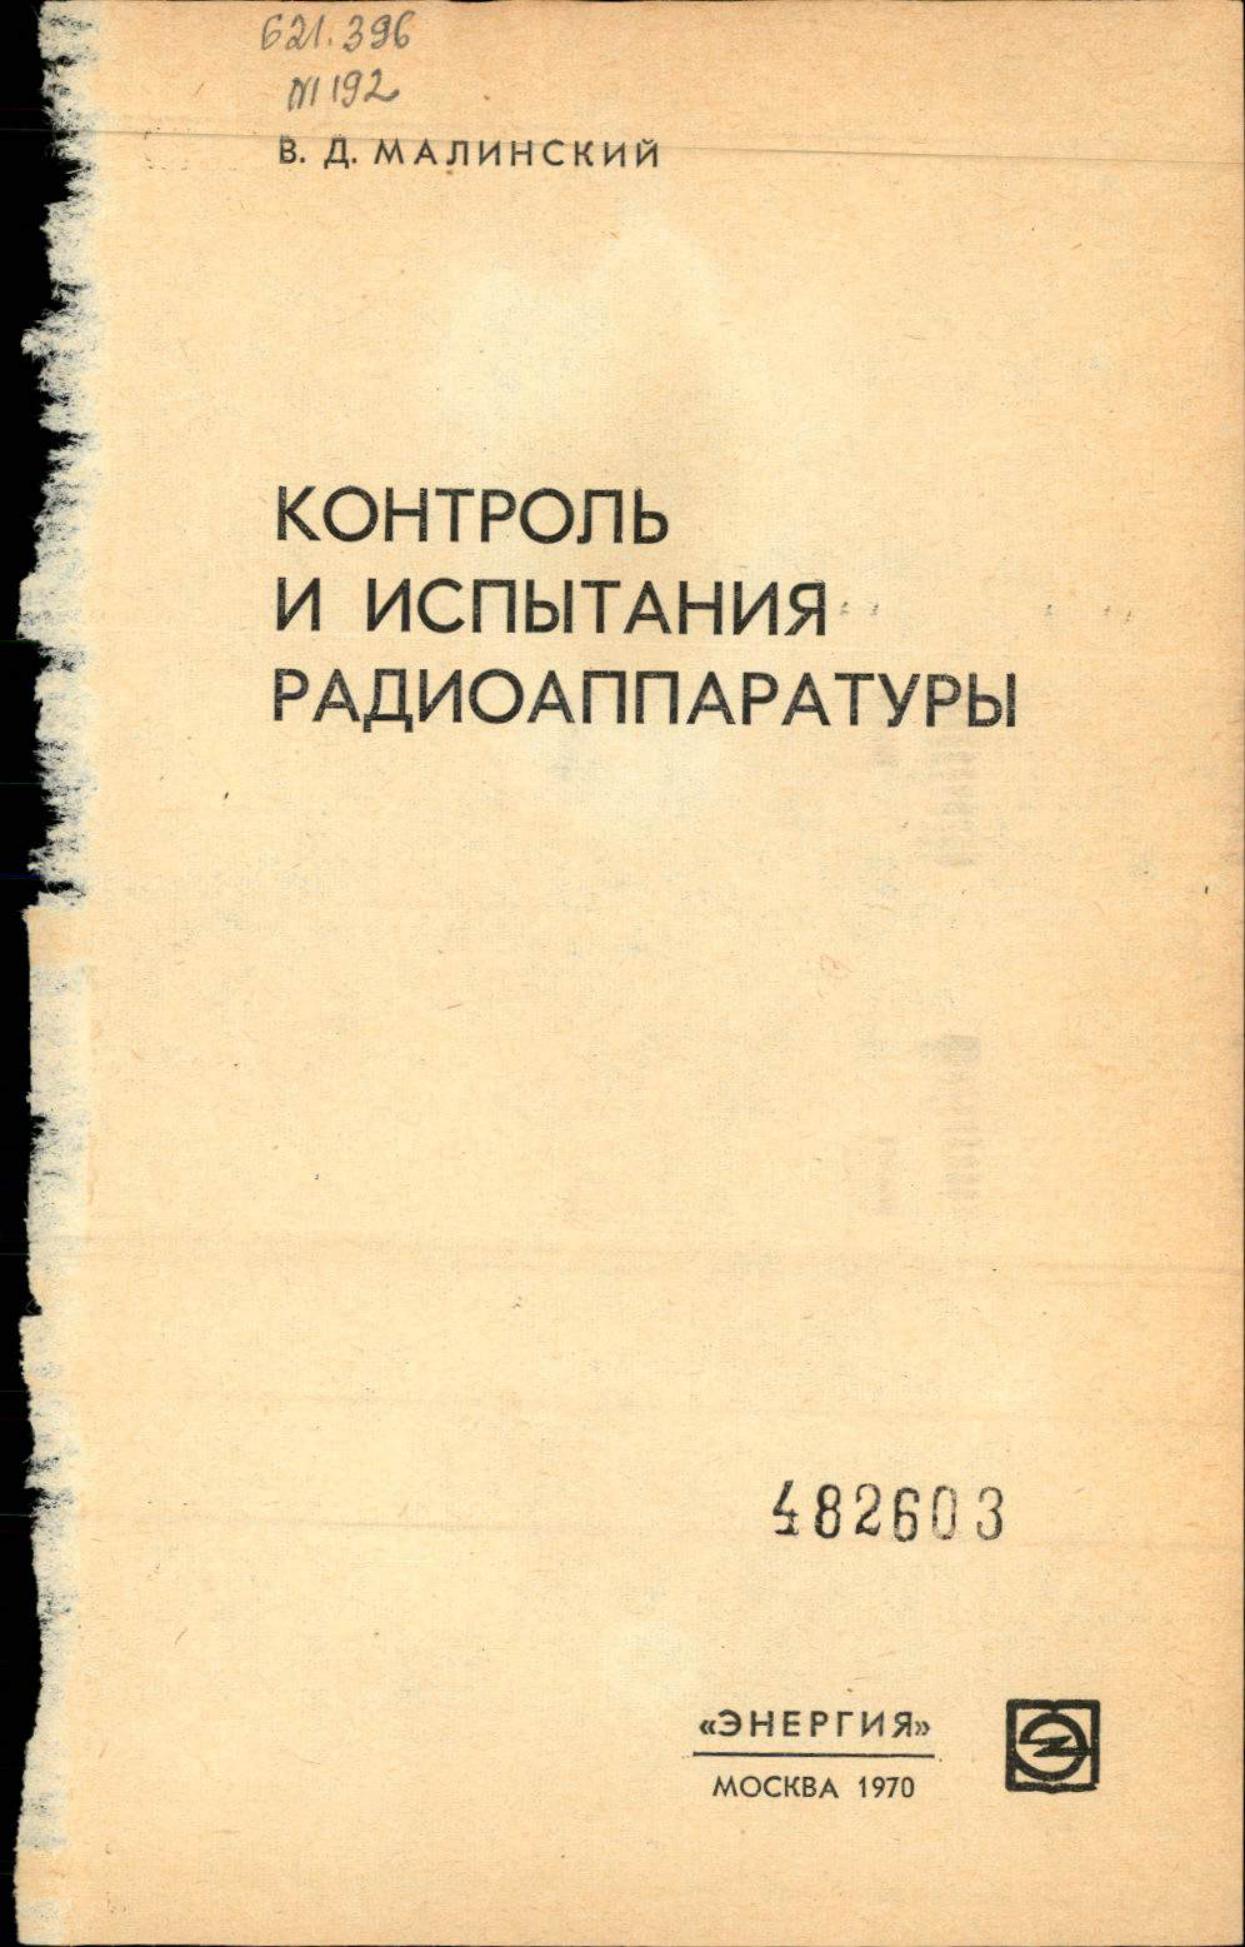 621.396
М 192
В. Д. МАЛИНСКИЙ
КОНТРОЛЬ
И ИСПЫТАНИЯ
РАДИОАППАРАТУРЫ
482603
«ЭНЕРГИЯ»
МОСКВА 1970